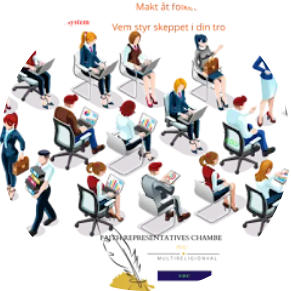 Makt åt
.system
Vem styr skeppet i din tro
FAITH REPRESENTATIVES CHAMBE
MULTIRELIGIONAL